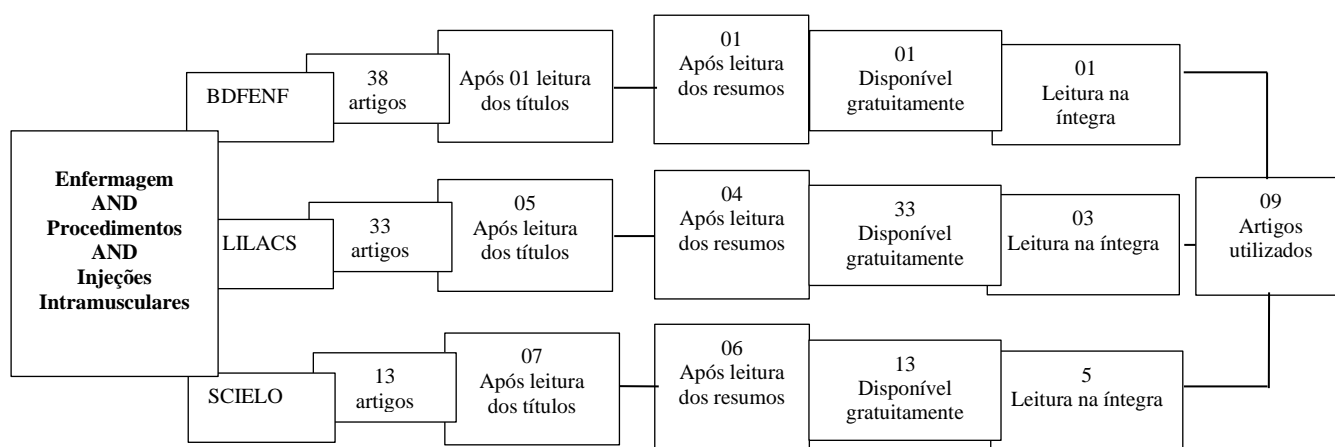 Enfermagem
AND
Procedimentos
AND
Injeções
Intramusculares
BDFENF
38
artigos
Após 01 leitura
dos títulos
01
Após leitura
dos resumos
01
Disponível
gratuitamente
01
Leitura na
íntegra
LILACS
33
artigos
05
Após leitura
dos títulos
04
Após leitura
dos resumos
33
Disponível
gratuitamente
03
Leitura na íntegra
SCIELO
13
artigos
07
Após leitura
dos títulos
06
Após leitura
dos resumos
13
Disponível
gratuitamente
5
Leitura na íntegra
09
Artigos
utilizados